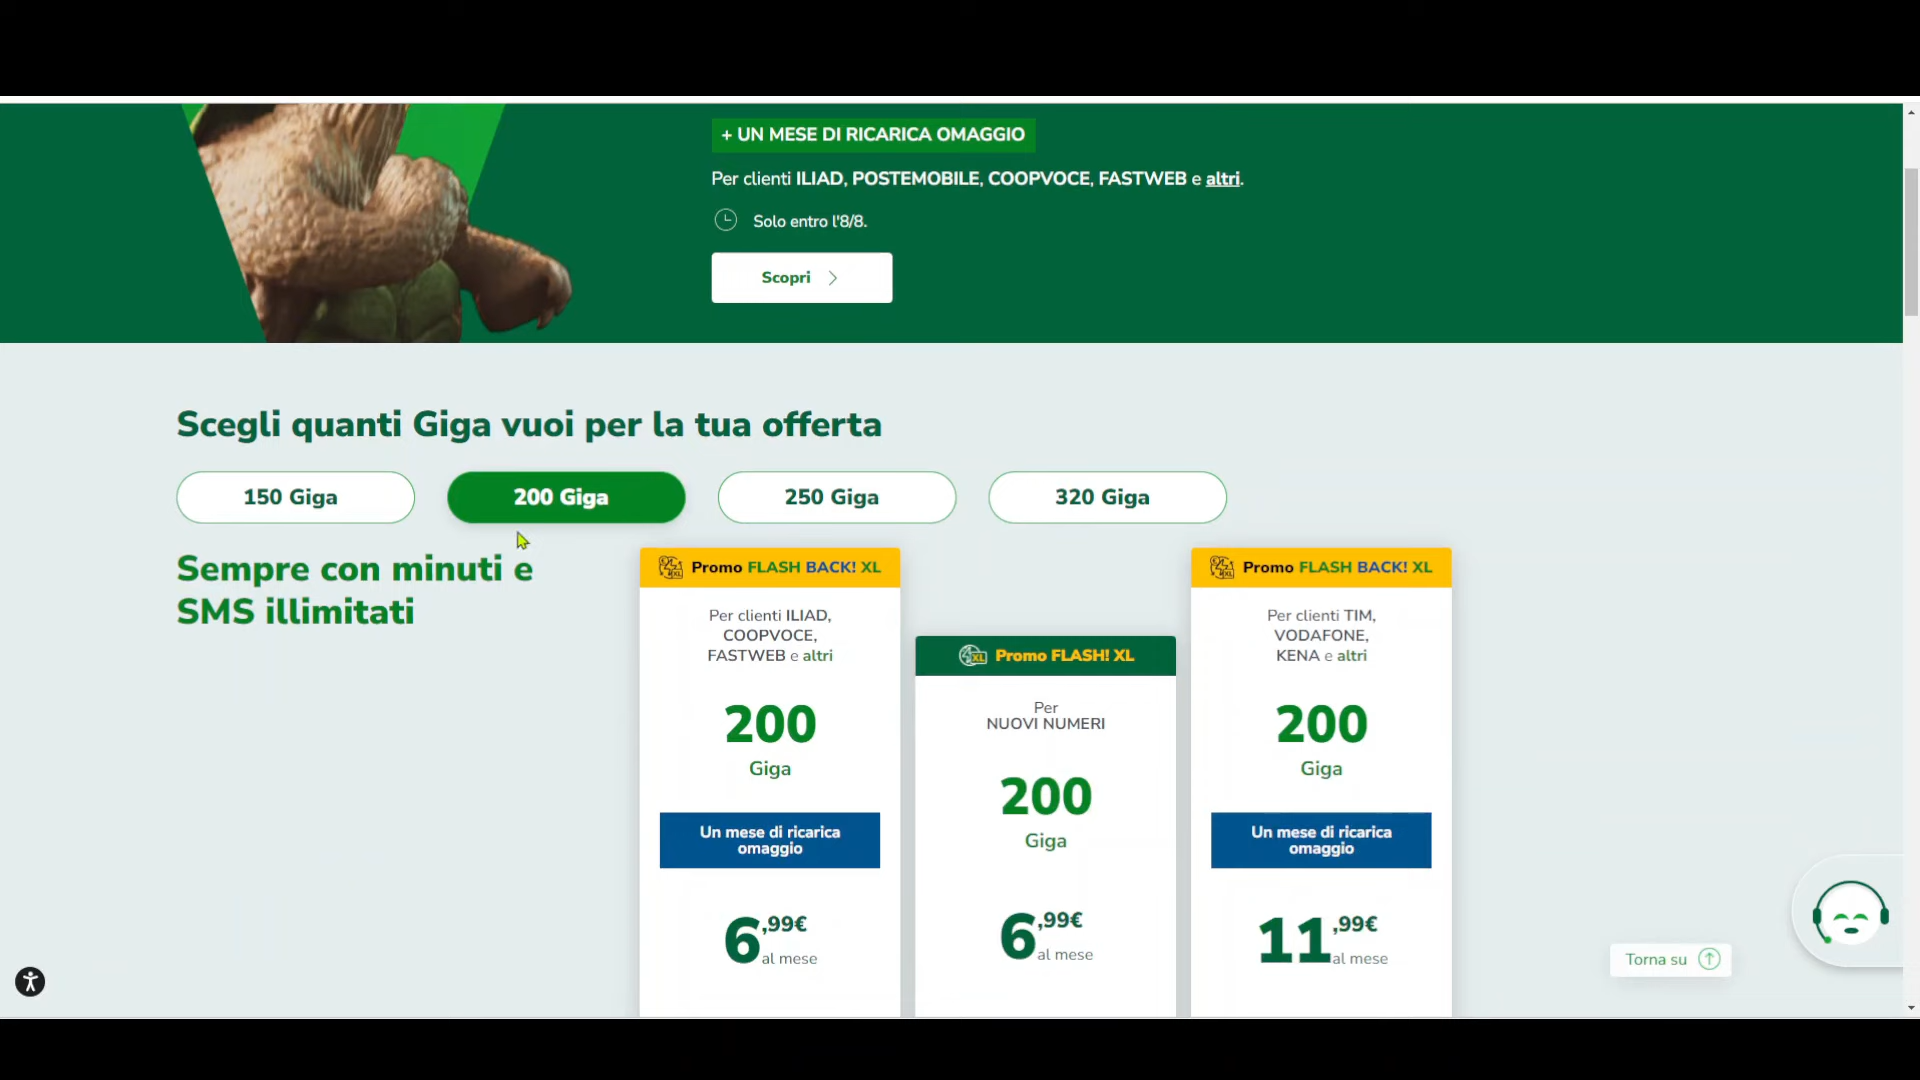 + UN MESE DI RICARICA OMAGGIO
Per clienti ILIAD, POSTEMOBILE, COOPVOCE, FASTWEB e altri.
Solo entro l'8/8.
Scopri
Scegli quanti Giga vuoi per la tua offerta
150 Giga
200 Giga
250 Giga
320 Giga
Sempre con minuti e
SMS illimitati
Promo FLASH BACK! XL
Per clienti ILIAD,
COOPVOCE,
FASTWEB e altri
200
Giga
Un mese di ricarica
omaggio
6,99€
al mese
XL
Promo FLASH! XL
Per
NUOVI NUMERI
200
Giga
6,99€
al mese
Promo FLASH BACK! XL
Per clienti TIM,
VODAFONE,
KENA e altri
200
Giga
Un mese di ricarica
omaggio
11,99€
al mese
Torna su